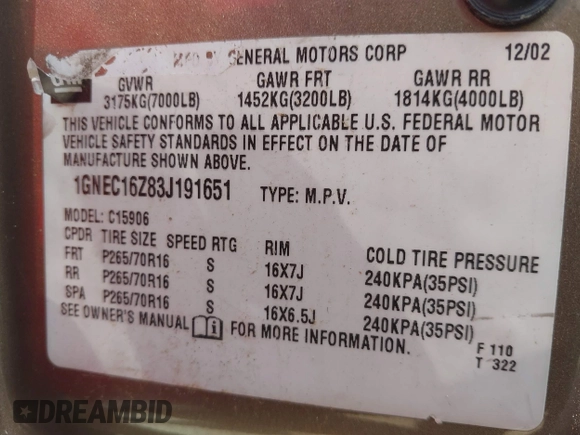 GENERAL MOTORS CORP 12/02
GVWR GAWR FRT GAWR RR
3175KG(7000LB) 1452KG(3200LB) 1814KG(4000LB)
THIS VEHICLE CONFORMS TO ALL APPLICABLE U.S. FEDERAL MOTOR
VEHICLE SAFETY STANDARDS IN EFFECT ON THE DATE OF
MANUFACTURE SHOWN ABOVE.
1GNEC16Z83J191651 TYPE: M.P.V.
MODEL: C15906
CPDR TIRE SIZE SPEED RTG RIM COLD TIRE PRESSURE
FRT P265/70R16 S 16X7J 240KPA(35PSI)
RR P265/70R16 S 16X7J 240KPA(35PSI)
SPA P265/70R16 S 16X6.5J 240KPA(35PSI)
SEE OWNER'S MANUAL i FOR MORE INFORMATION.
F 110
T 322
DREAMBID